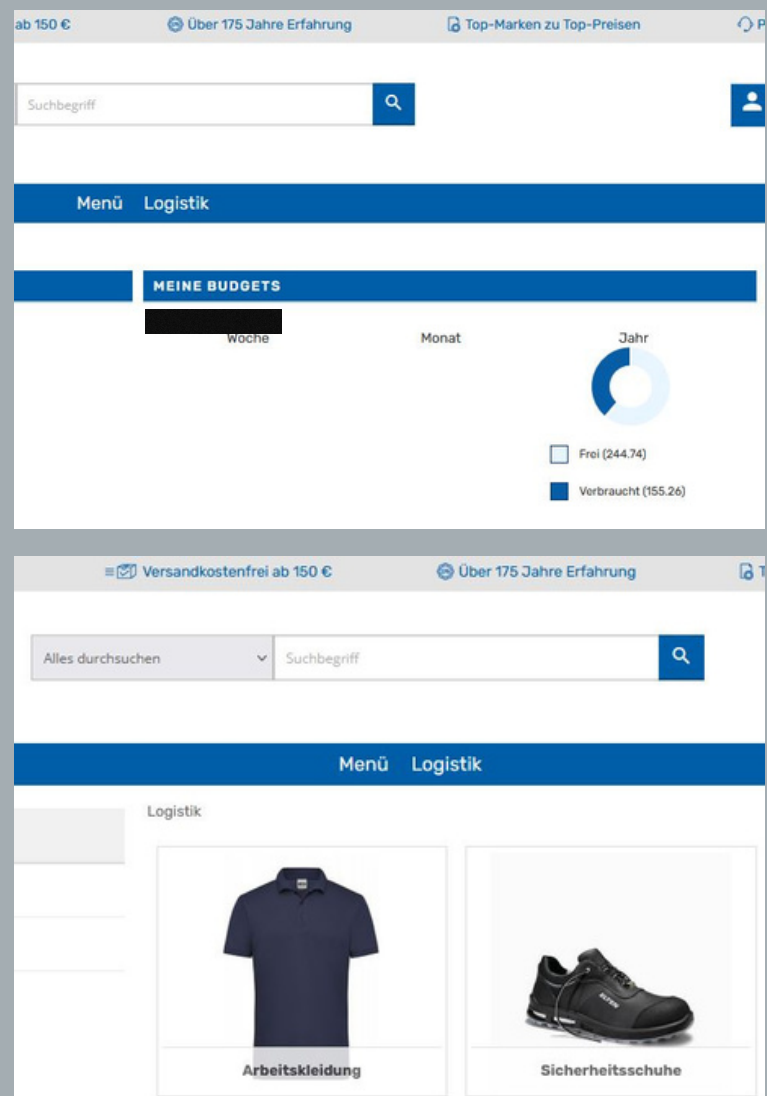 ab 150 €
Über 175 Jahre Erfahrung
Top-Marken zu Top-Preisen
P
Suchbegriff
Menü Logistik
MEINE BUDGETS
Woche
Monat
Jahr
Frei (244.74)
Verbraucht (155.26)
Versandkostenfrei ab 150 €
Über 175 Jahre Erfahrung
T
Alles durchsuchen
Suchbegriff
Menü Logistik
Logistik
ELTEN
Arbeitskleidung
Sicherheitsschuhe